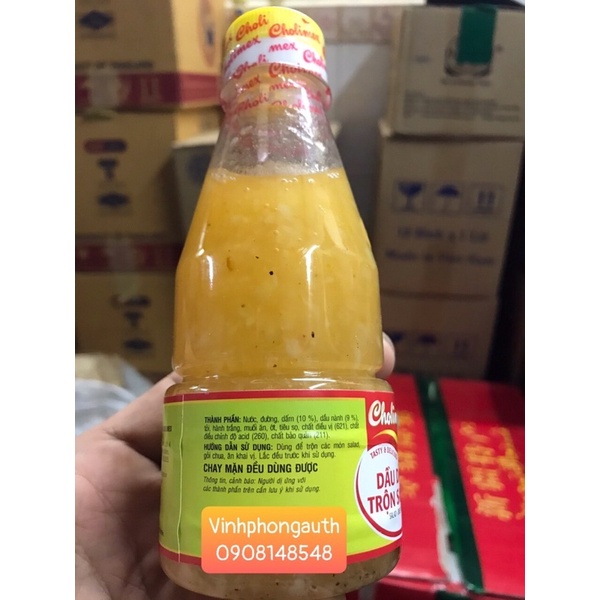 Choli
Cholimex
mex Cholimex
Choli
THÀNH PHẦN: Nước, đường, dấm (10 %), dầu nành (9 %),
tỏi hành trắng, muối ăn, ớt, tiêu sọ, chất điều vị (621), chất
điều chỉnh độ acid (260), chất bảo quản (211)
HƯỚNG DẪN SỬ DỤNG: Dùng để trộn các món salad,
gỏi chua, ăn khai vị. Lắc đều trước khi sử dụng.
CHAY MẶN ĐỀU DÙNG ĐƯỢC
Thông tin, cảnh báo: Người dị ứng với
các thành phần trên cần lưu ý khi sử dụng.
Cholim
TASTY &
DẦU
TRỘN S
Vinhphongauth
0908148548